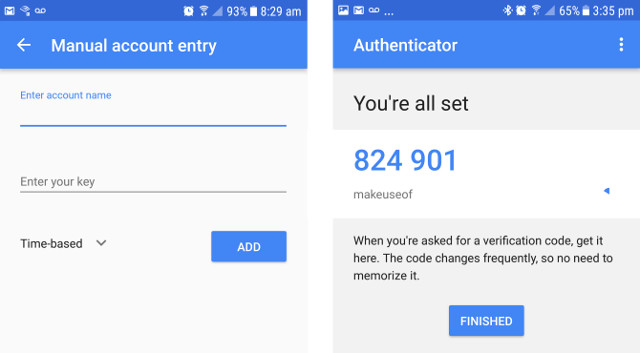 93% 8:29 am
Manual account entry
Enter account name
Enter your key
Time-based
ADD
65% 3:35 pm
Authenticator
You're all set
824 901
makeuseof
When you're asked for a verification code, get it
here. The code changes frequently, so no need to
memorize it.
FINISHED